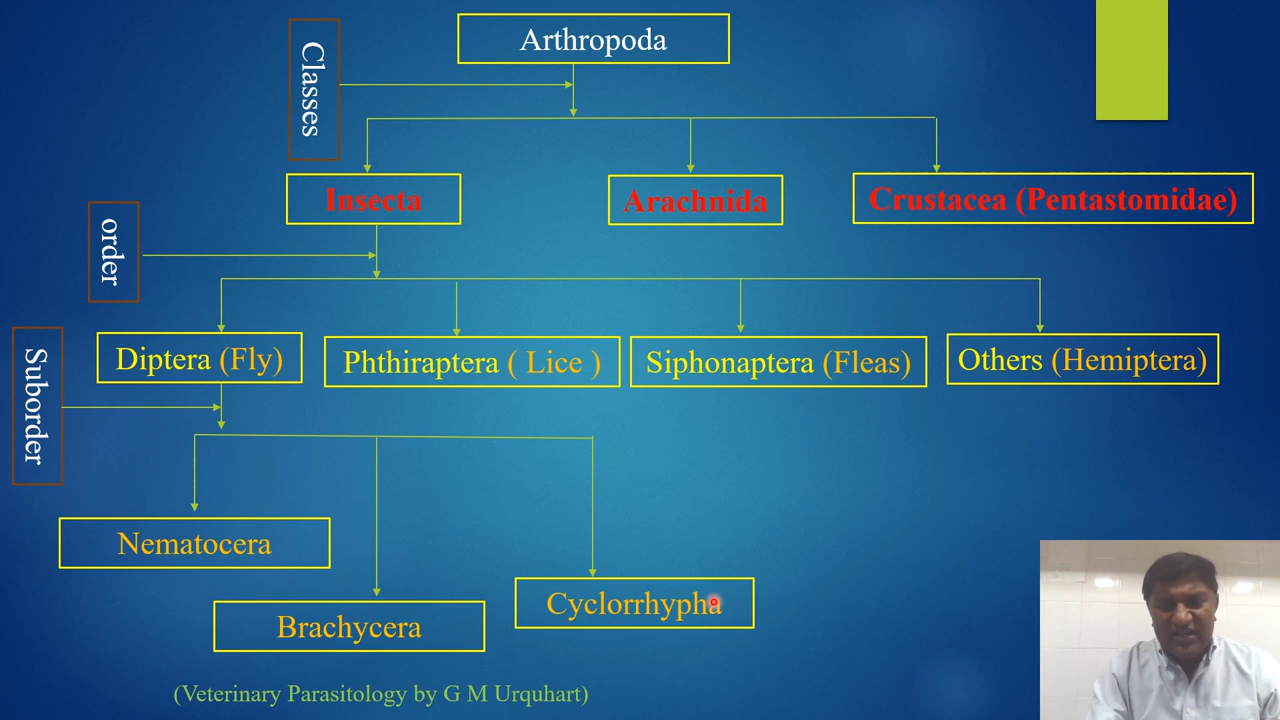 Arthropoda
Classes
Insecta
Arachnida
Crustacea (Pentastomidae)
order
Diptera (Fly)
Phthiraptera ( Lice )
Siphonaptera (Fleas)
Others (Hemiptera)
Suborder
Nematocera
Brachycera
Cyclorrhypha
(Veterinary Parasitology by G M Urquhart)